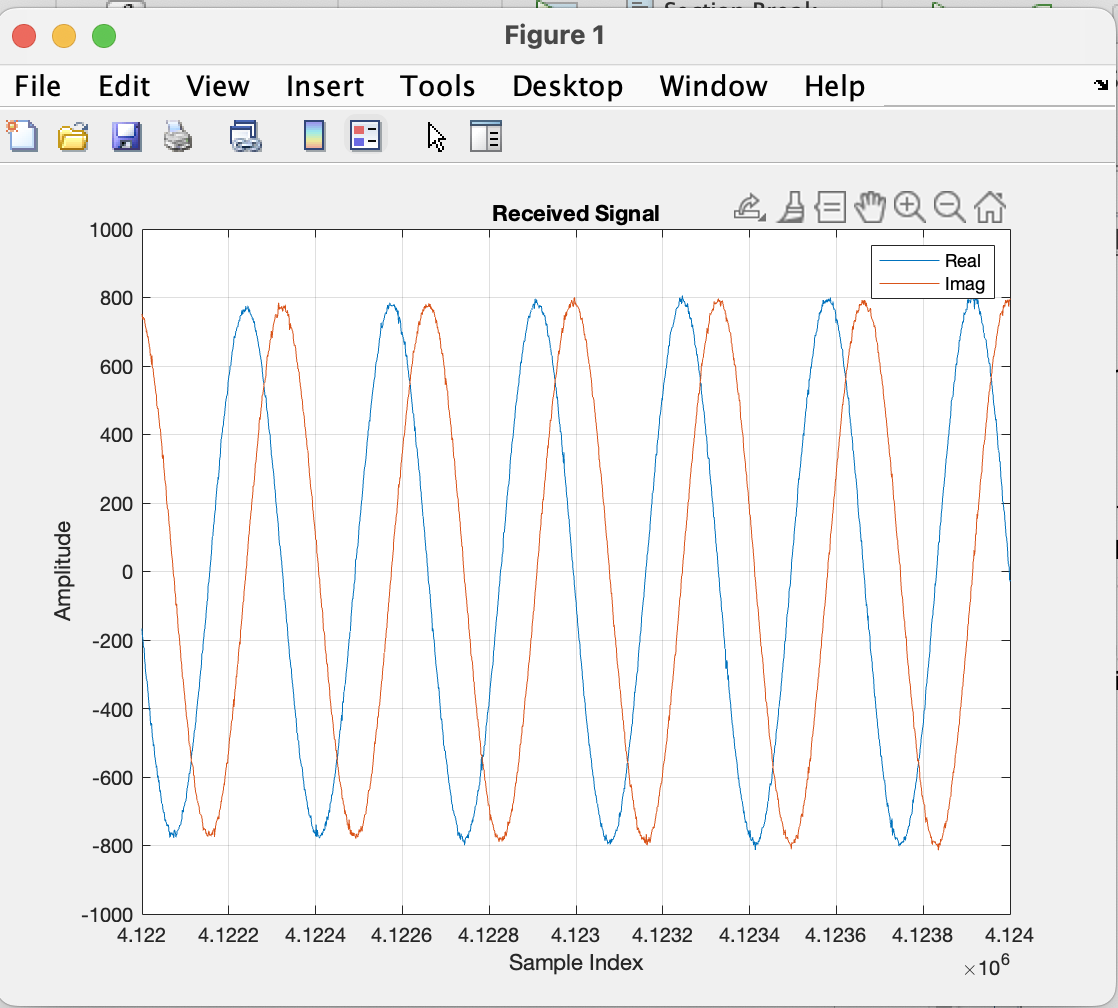 Section Break
Figure 1
File Edit View Insert Tools Desktop Window Help
Received Signal
Real
Imag
1000
800
600
400
200
0
-200
-400
-600
-800
-1000
Amplitude
4.122 4.1222 4.1224 4.1226 4.1228 4.123 4.1232 4.1234 4.1236 4.1238 4.124
Sample Index
×10^6